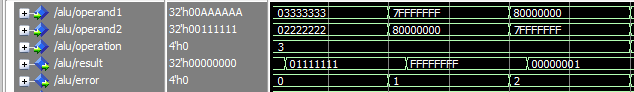 /alu/operand1 32'h00AAAAAA 03333333 7FFFFFFF 80000000
/alu/operand2 32'h00111111 02222222 80000000 7FFFFFFF
/alu/operation 4'h0 3
/alu/result 32'h00000000 01111111 FFFFFFFF 00000001
/alu/error 4'h0 0 1 2